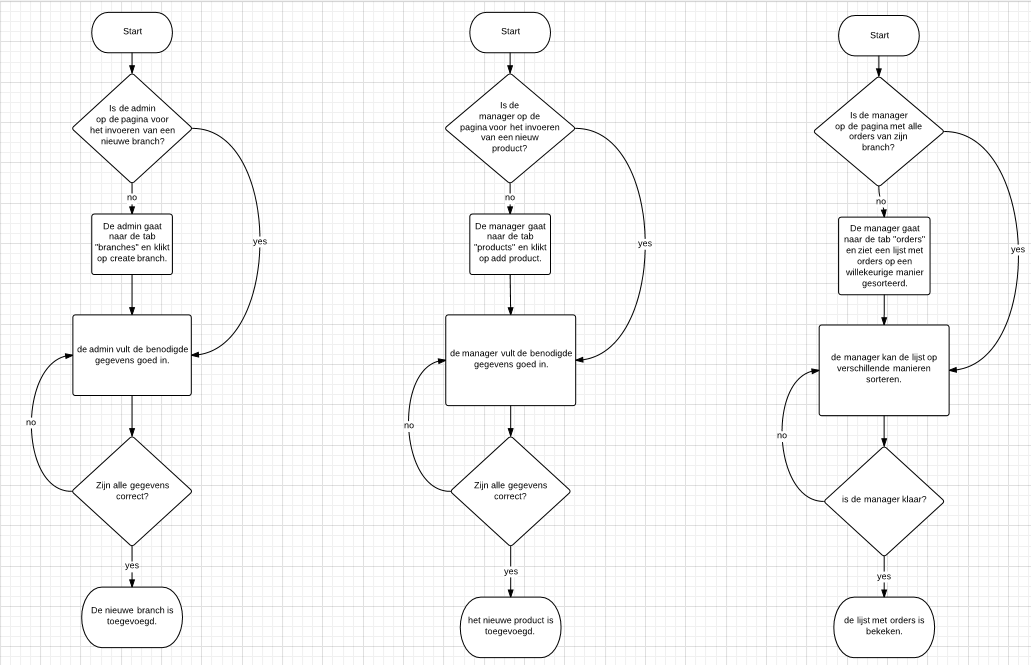 Start
Is de admin
op de pagina voor
het invoeren van een
nieuwe branch?
no
yes
De admin gaat
naar de tab
"branches" en klikt
op create branch.
de admin vult de benodigde
gegevens goed in.
no
Zijn alle gegevens
correct?
yes
De nieuwe branch is
toegevoegd.
Start
Is de
manager op de
pagina voor het invoeren
van een nieuw
product?
no
yes
De manager gaat
naar de tab
"products" en klikt
op add product.
de manager vult de benodigde
gegevens goed in.
no
Zijn alle gegevens
correct?
yes
het nieuwe product is
toegevoegd.
Start
Is de manager
op de pagina met alle
orders van zijn
branch?
no
yes
De manager gaat
naar de tab "orders"
en ziet een lijst met
orders op een
willekeurige manier
gesorteerd.
de manager kan de lijst op
verschillende manieren
sorteren.
no
is de manager klaar?
yes
de lijst met orders is
bekeken.